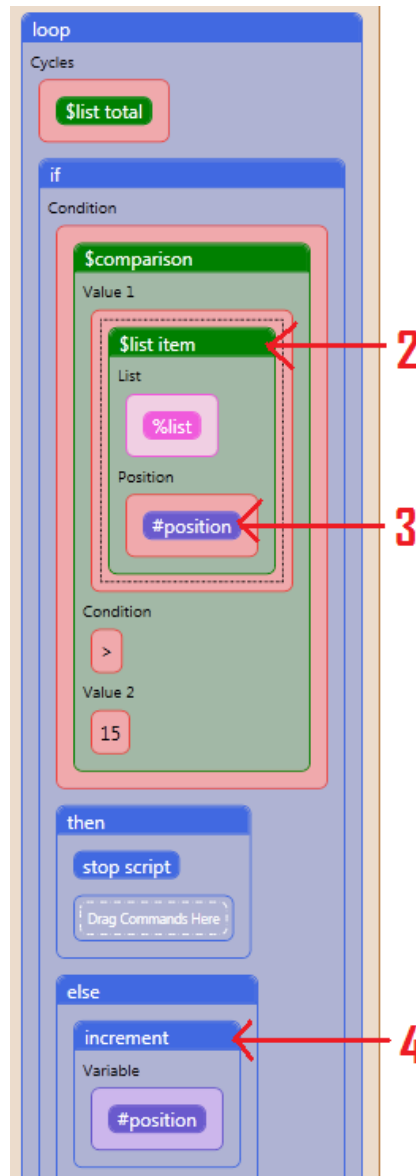 loop
Cycles
$list total
if
Condition
$comparison
Value 1
$list item
2
List
%list
Position
#position
3
Condition
>
Value 2
15
then
stop script
Drag Commands Here
else
increment
4
Variable
#position